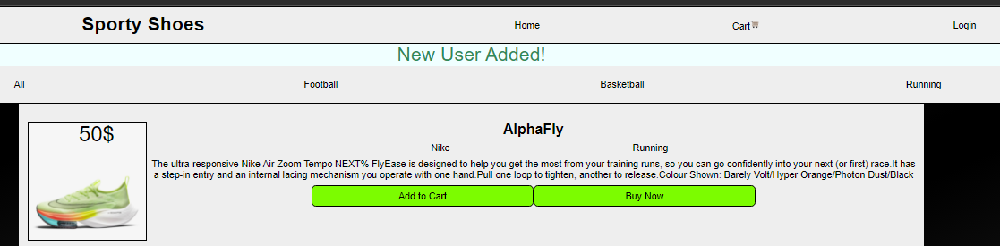 Sporty Shoes Home Cart Login
New User Added!
All Football Basketball Running
50$
AlphaFly
Nike Running
The ultra-responsive Nike Air Zoom Tempo NEXT% FlyEase is designed to help you get the most from your training runs, so you can go confidently into your next (or first) race.It has
a step-in entry and an internal lacing mechanism you operate with one hand.Pull one loop to tighten, another to release.Colour Shown: Barely Volt/Hyper Orange/Photon Dust/Black
Add to Cart Buy Now